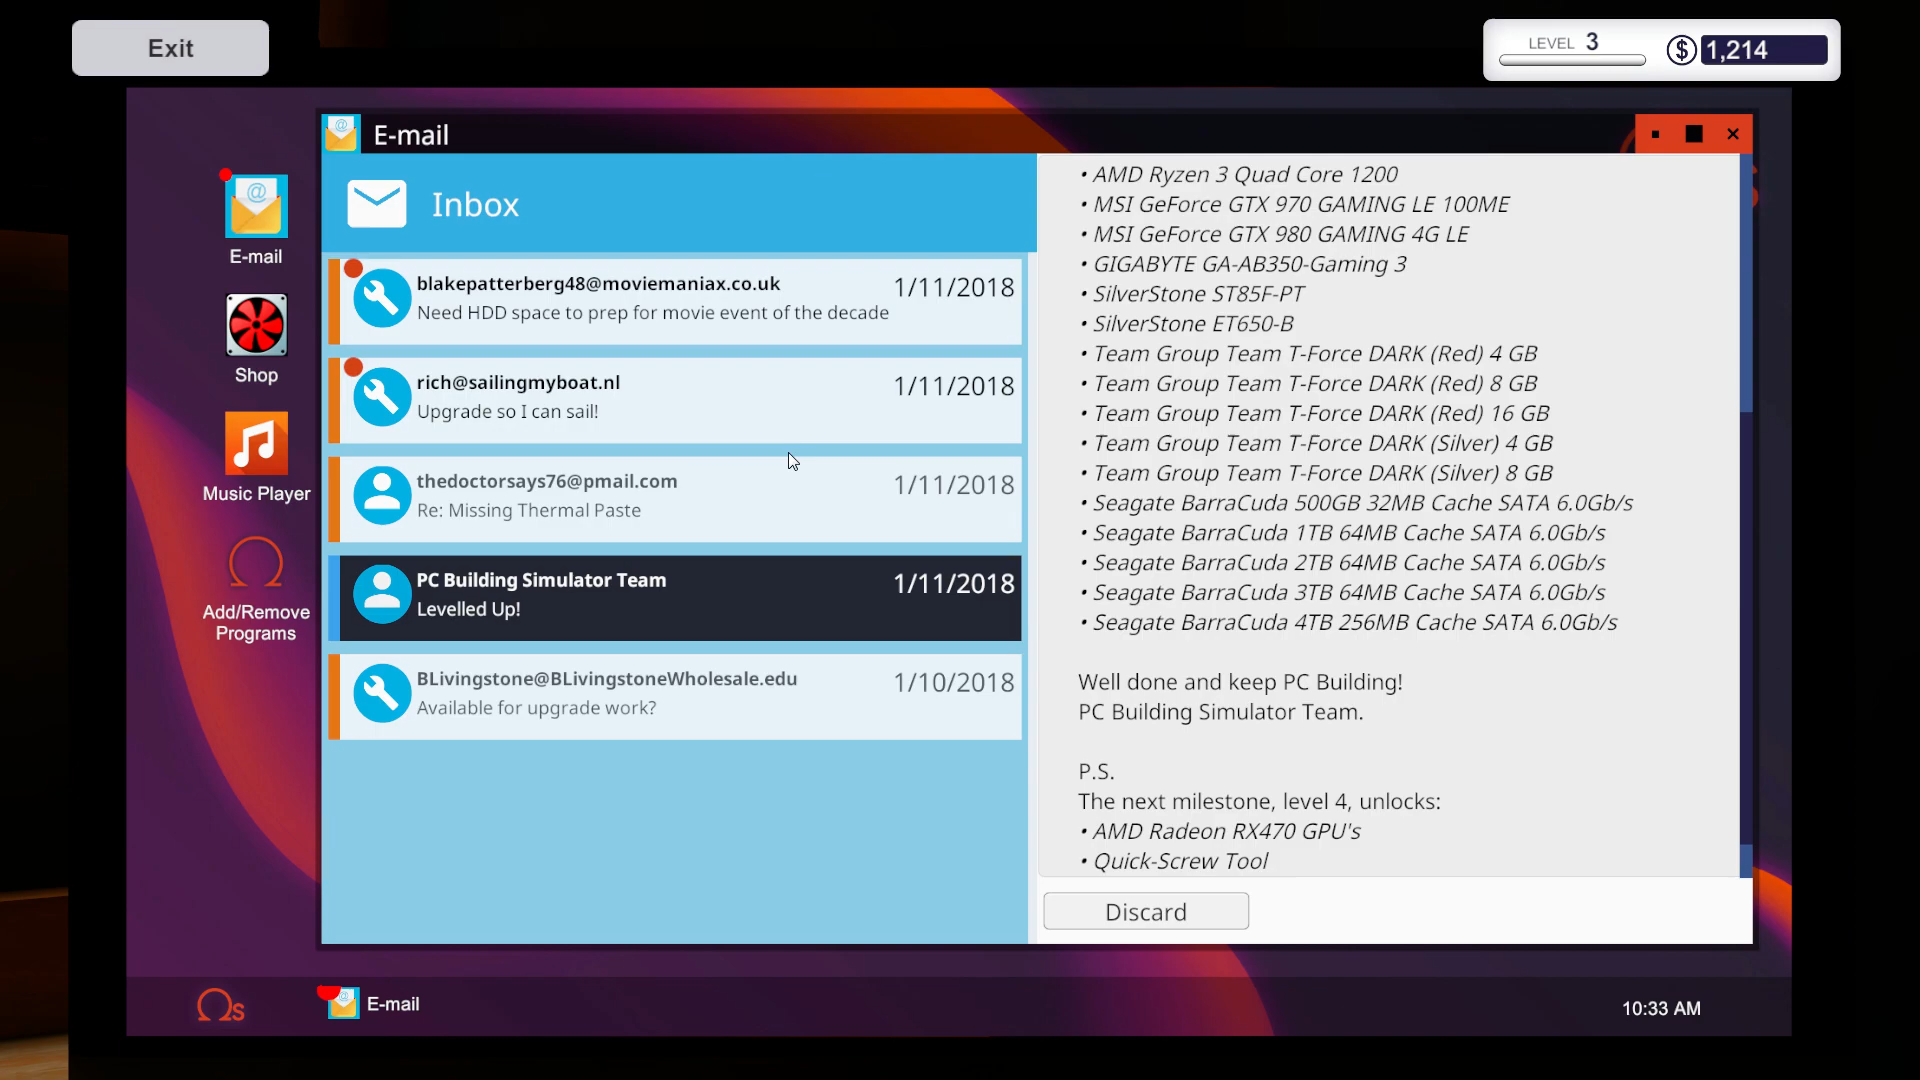 Exit
LEVEL 3
$ 1,214
E-mail
E-mail
Shop
Music Player
Add/Remove
Programs
Inbox
blakepatterberg48@moviemaniax.co.uk
1/11/2018
Need HDD space to prep for movie event of the decade
rich@sailingmyboat.nl
1/11/2018
Upgrade so I can sail!
thedoctorsays76@pmail.com
1/11/2018
Re: Missing Thermal Paste
PC Building Simulator Team
1/11/2018
Levelled Up!
BLivingstone@BLivingstoneWholesale.edu
1/10/2018
Available for upgrade work?
• AMD Ryzen 3 Quad Core 1200
• MSI GeForce GTX 970 GAMING LE 100ME
• MSI GeForce GTX 980 GAMING 4G LE
• GIGABYTE GA-AB350-Gaming 3
• SilverStone ST85F-PT
• SilverStone ET650-B
• Team Group Team T-Force DARK (Red) 4 GB
• Team Group Team T-Force DARK (Red) 8 GB
• Team Group Team T-Force DARK (Red) 16 GB
• Team Group Team T-Force DARK (Silver) 4 GB
• Team Group Team T-Force DARK (Silver) 8 GB
• Seagate BarraCuda 500GB 32MB Cache SATA 6.0Gb/s
• Seagate BarraCuda 1TB 64MB Cache SATA 6.0Gb/s
• Seagate BarraCuda 2TB 64MB Cache SATA 6.0Gb/s
• Seagate BarraCuda 3TB 64MB Cache SATA 6.0Gb/s
• Seagate BarraCuda 4TB 256MB Cache SATA 6.0Gb/s
Well done and keep PC Building!
PC Building Simulator Team.
P.S.
The next milestone, level 4, unlocks:
• AMD Radeon RX470 GPU's
• Quick-Screw Tool
Discard
Ωs
E-mail
10:33 AM